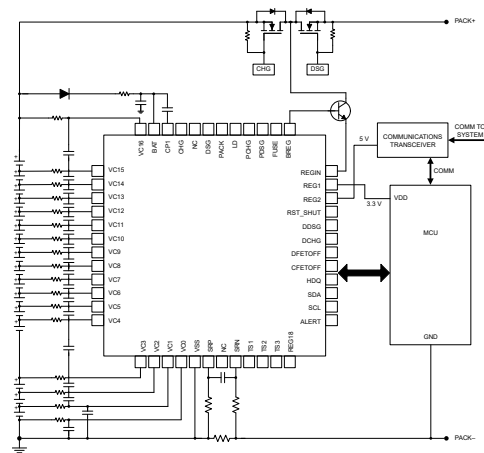 PACK+
CHG
DSG
COMM TO
SYSTEM
5 V
COMMUNICATIONS
TRANSCEIVER
COMM
VC16
BAT
CP1
CHG
NC
DSG
PACK
LD
PCHG
PDSG
FUSE
BREG
VC15
VC14
VC13
VC12
VC11
VC10
VC9
VC8
VC7
VC6
VC5
VC4
REGIN
REG1
REG2
RST_SHUT
DDSG
DCHG
DFETOFF
CFETOFF
HDQ
SDA
SCL
ALERT
3.3 V
VDD
MCU
GND
VC3
VC2
VC1
VC0
VSS
SRP
NC
SRN
TS1
TS2
TS3
REG18
PACK–